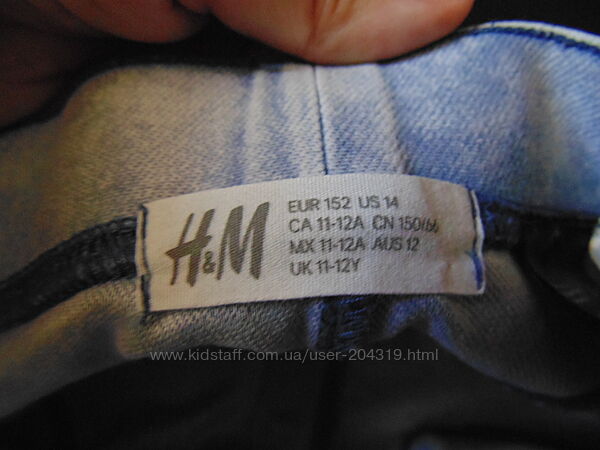 H&M
EUR 152 US 14
CA 11-12A CN 150/66
MX 11-12A AUS 12
UK 11-12Y
www.kidstaff.com.ua/user-204319.html